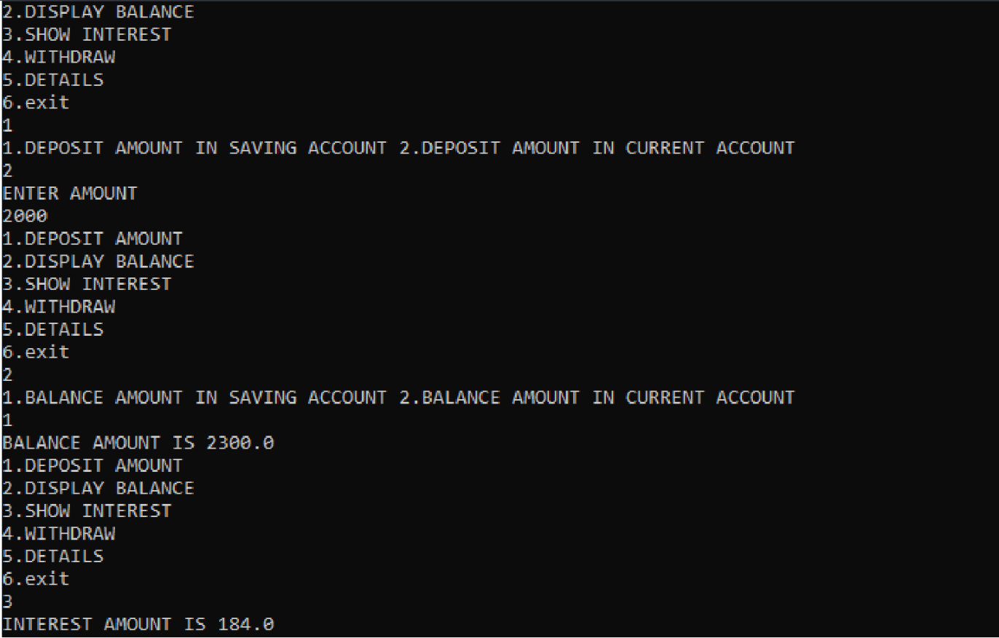 2.DISPLAY BALANCE
3.SHOW INTEREST
4.WITHDRAW
5.DETAILS
6.exit
1
1.DEPOSIT AMOUNT IN SAVING ACCOUNT 2.DEPOSIT AMOUNT IN CURRENT ACCOUNT
2
ENTER AMOUNT
2000
1.DEPOSIT AMOUNT
2.DISPLAY BALANCE
3.SHOW INTEREST
4.WITHDRAW
5.DETAILS
6.exit
2
1.BALANCE AMOUNT IN SAVING ACCOUNT 2.BALANCE AMOUNT IN CURRENT ACCOUNT
1
BALANCE AMOUNT IS 2300.0
1.DEPOSIT AMOUNT
2.DISPLAY BALANCE
3.SHOW INTEREST
4.WITHDRAW
5.DETAILS
6.exit
3
INTEREST AMOUNT IS 184.0